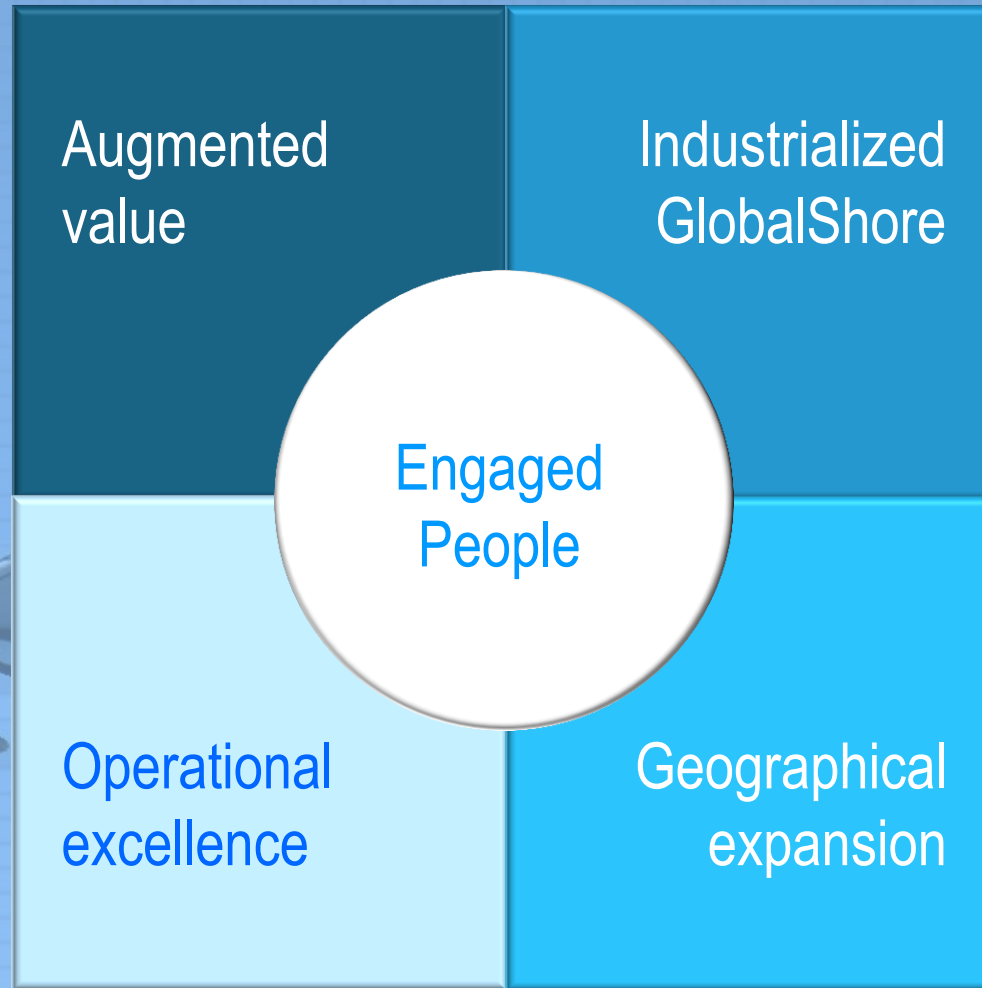 Augmented
value
Industrialized
GlobalShore
Engaged
People
Operational
excellence
Geographical
expansion